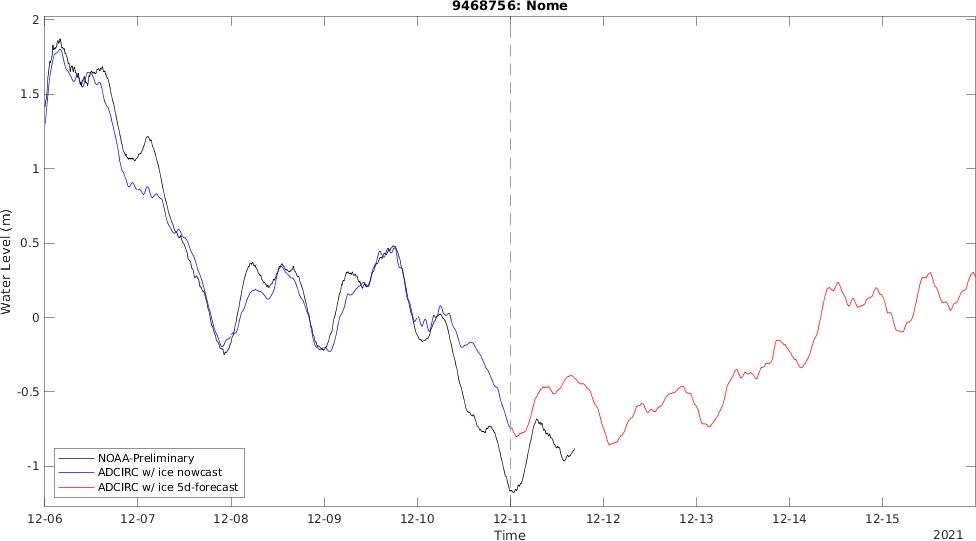 9468756: Nome
2
1.5
1
0.5
0
-0.5
-1
Water Level (m)
NOAA-Preliminary
ADCIRC w/ ice nowcast
ADCIRC w/ ice 5d-forecast
12-06 12-07 12-08 12-09 12-10 12-11 12-12 12-13 12-14 12-15
Time
2021